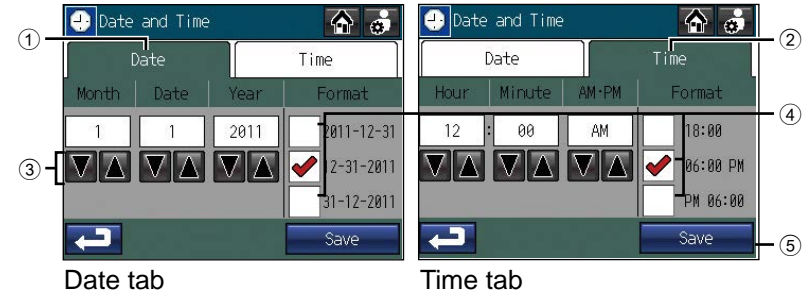 Date and Time
Date and Time
① ②
Date Time
Date Time
Month Date Year Format
Hour Minute AM·PM Format
④
1 1 2011 2011-12-31
12 : 00 AM 18:00
③
12-31-2011
06:00 PM
31-12-2011
PM 06:00
Save
Save
⑤
Date tab
Time tab